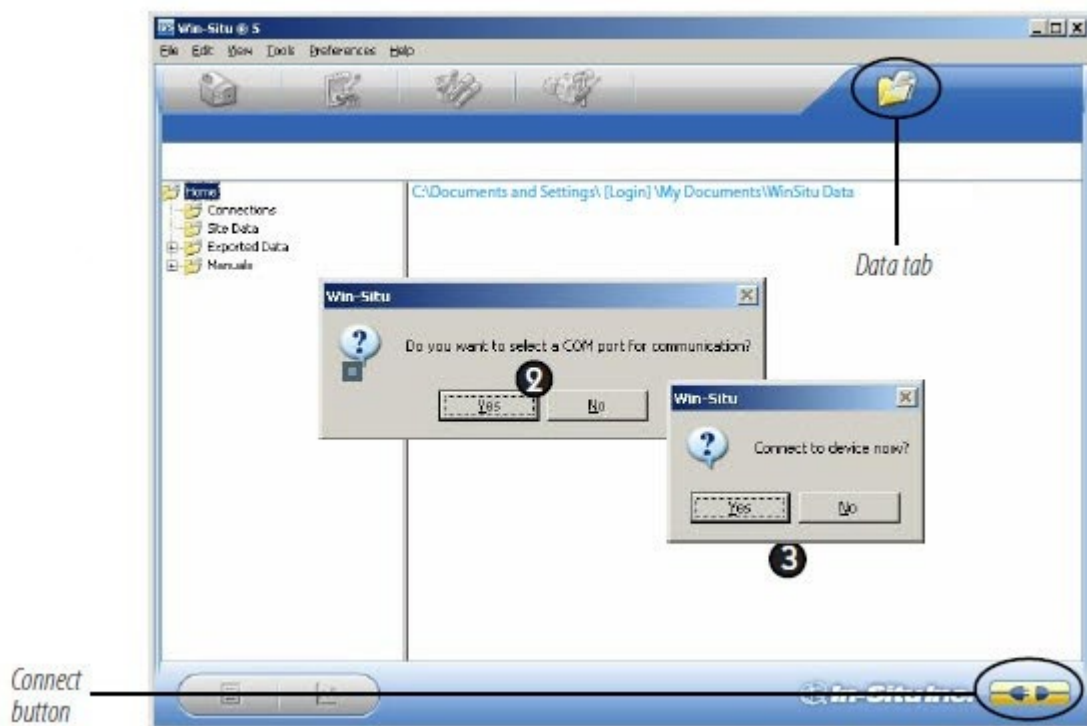 Win-Situ ® 5
File Edit View Tools Preferences Help
Home
Connections
Site Data
Exported Data
Manuals
C:\Documents and Settings\ [Login] \My Documents\WinSitu Data
Data tab
Win-Situ
Do you want to select a COM port for communication?
2
Yes
No
Win-Situ
Connect to device now?
Yes
No
3
Connect
button
In-Situ Inc.